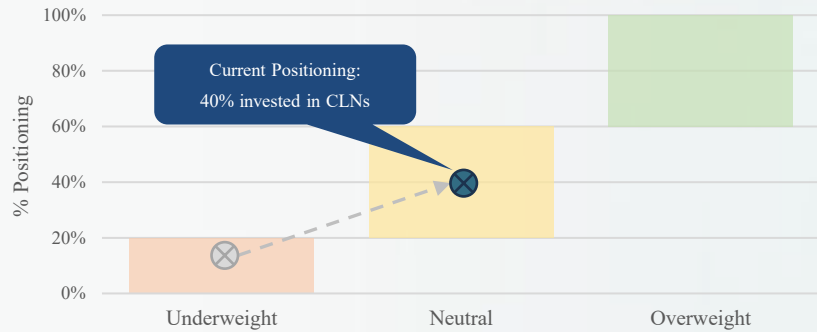 100%
80%
60%
40%
20%
0%
% Positioning
Current Positioning:
40% invested in CLNs
Underweight
Neutral
Overweight